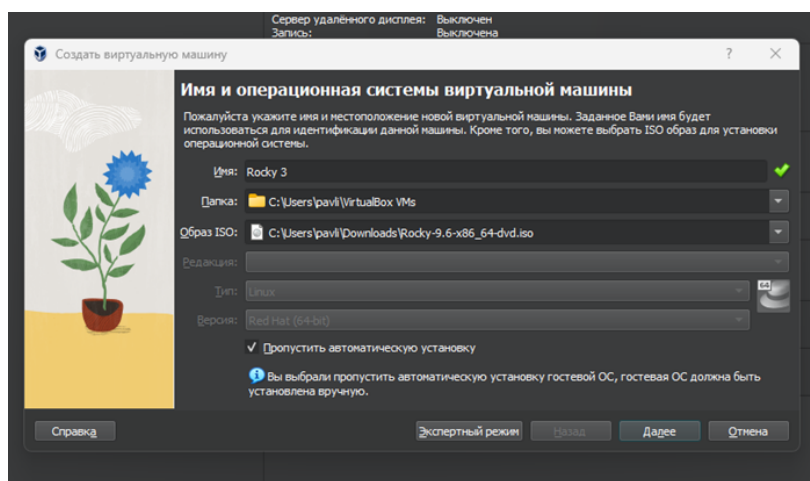 Сервер удалённого дисплея: Выключен
Запись: Выключена
Создать виртуальную машину
?
Имя и операционная системы виртуальной машины
Пожалуйста укажите имя и местоположение новой виртуальной машины. Заданное Вами имя будет
использоваться для идентификации данной машины. Кроме того, вы можете выбрать ISO образ для установки
операционной системы.
Имя: Rocky 3
Папка: C:\Users\pavli\VirtualBox VMs
Образ ISO: C:\Users\pavli\Downloads\Rocky-9.6-x86_64-dvd.iso
Редакция:
Тип: Linux
64
Версия: Red Hat (64-bit)
Пропустить автоматическую установку
Вы выбрали пропустить автоматическую установку гостевой ОС, гостевая ОС должна быть
установлена вручную.
Справка Экспертный режим Назад Далее Отмена